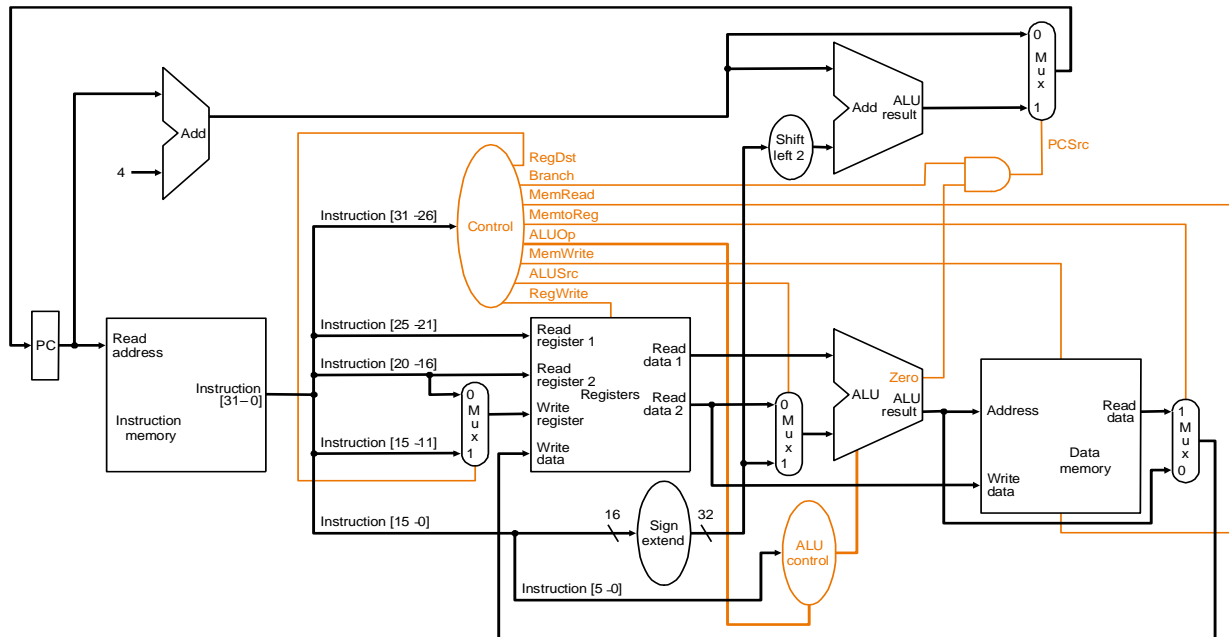 0
M
u
x
1
Add
ALU
result
Add
4
Shift
left 2
PCSrc
RegDst
Branch
MemRead
MemtoReg
ALUOp
MemWrite
ALUSrc
RegWrite
Control
Instruction [31-26]
Instruction [25-21]
Instruction [20-16]
Instruction [15-11]
Instruction [15-0]
Instruction [5-0]
PC
Read
address
Instruction
[31-0]
Instruction
memory
0
M
u
x
1
Read
register 1
Read
register 2
Write
register
Write
data
Registers
Read
data 1
Read
data 2
0
M
u
x
1
Zero
ALU
ALU
result
Address
Write
data
Read
data
Data
memory
1
M
u
x
0
16
Sign
extend
32
ALU
control